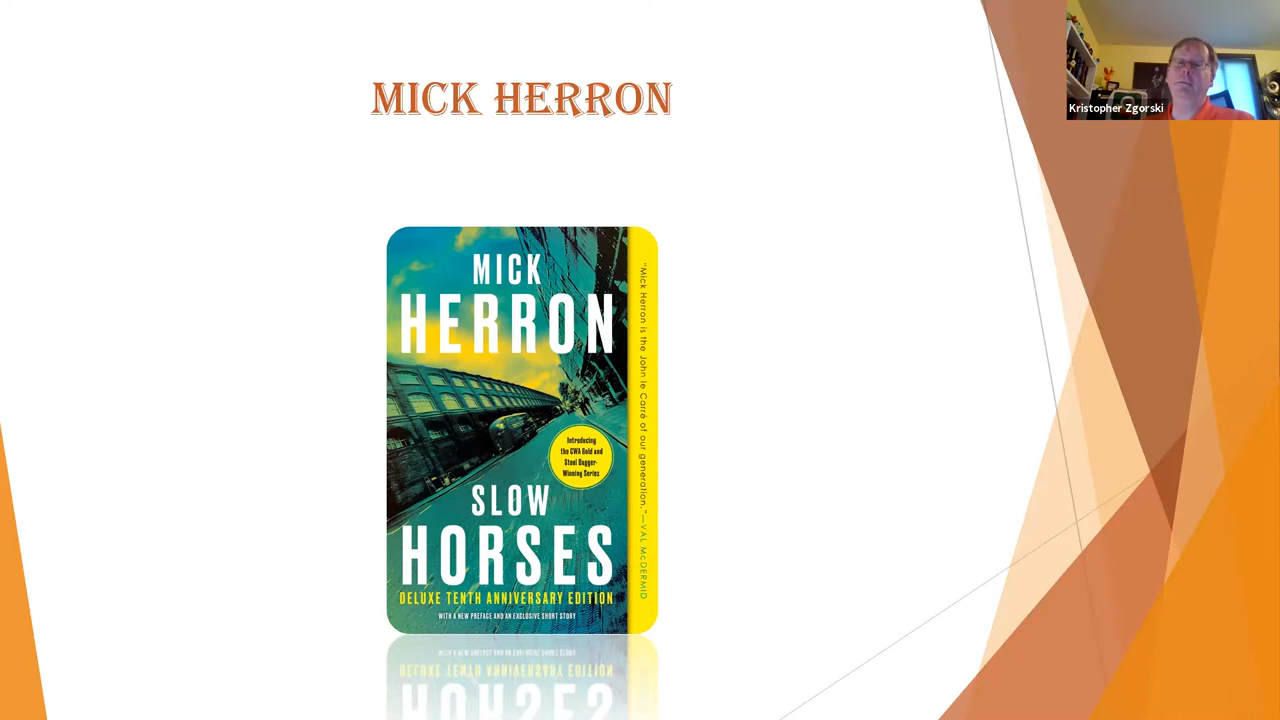 MICK HERRON
Kristopher Zgorski
MICK
HERRON
"Mick Herron is the John le Carré of our generation."—VAL McDERMID
Introducing
the CWA Gold and
Steel Dagger-
Winning Series
SLOW
HORSES
DELUXE TENTH ANNIVERSARY EDITION
WITH A NEW PREFACE AND AN EXCLUSIVE SHORT STORY